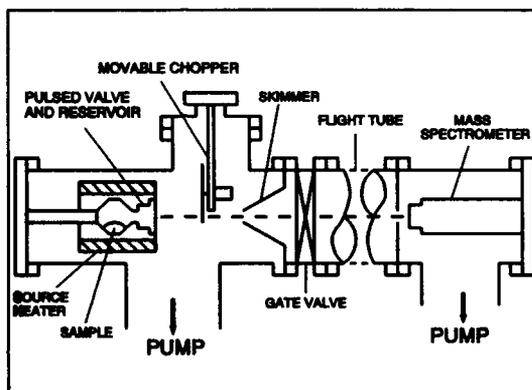 MOVABLE CHOPPER
PULSED VALVE
AND RESERVOIR
SKIMMER
FLIGHT TUBE
MASS
SPECTROMETER
SOURCE
HEATER
SAMPLE
GATE VALVE
PUMP
PUMP